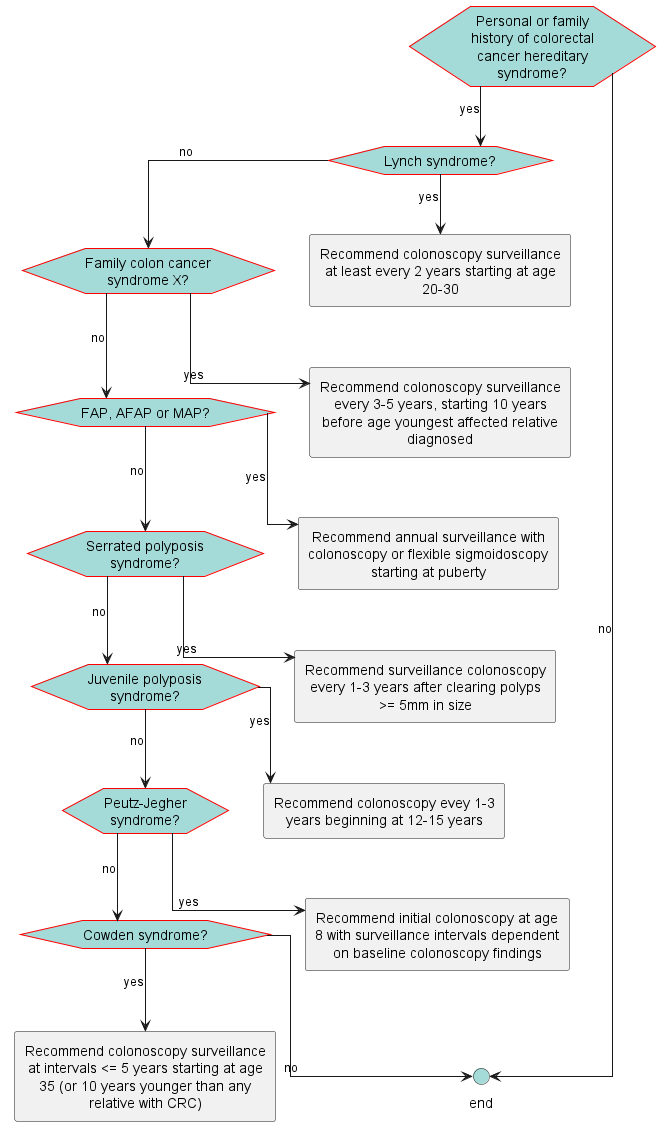 Personal or family
history of colorectal
cancer hereditary
syndrome?
yes
no
Lynch syndrome?
yes
Recommend colonoscopy surveillance
at least every 2 years starting at age
20-30
Family colon cancer
syndrome X?
no
yes
Recommend colonoscopy surveillance
every 3-5 years, starting 10 years
before age youngest affected relative
diagnosed
FAP, AFAP or MAP?
no
yes
Recommend annual surveillance with
colonoscopy or flexible sigmoidoscopy
starting at puberty
Serrated polyposis
syndrome?
no
no
yes
Recommend surveillance colonoscopy
every 1-3 years after clearing polyps
>= 5mm in size
Juvenile polyposis
syndrome?
yes
no
Recommend colonoscopy evey 1-3
years beginning at 12-15 years
Peutz-Jegher
syndrome?
no
yes
Recommend initial colonoscopy at age
8 with surveillance intervals dependent
on baseline colonoscopy findings
Cowden syndrome?
yes
Recommend colonoscopy surveillance
at intervals <= 5 years starting at age
35 (or 10 years younger than any
relative with CRC)
no
end